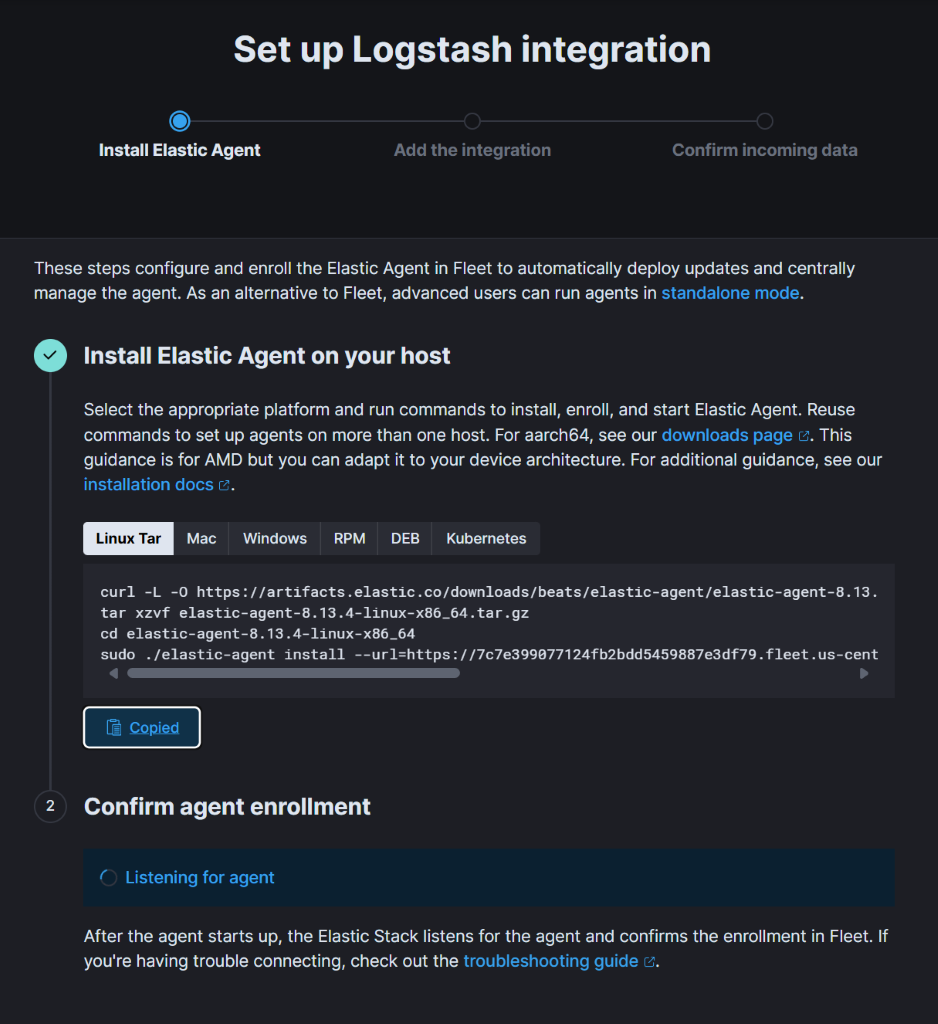 Set up Logstash integration
Install Elastic Agent
Add the integration
Confirm incoming data
These steps configure and enroll the Elastic Agent in Fleet to automatically deploy updates and centrally
manage the agent. As an alternative to Fleet, advanced users can run agents in standalone mode.
Install Elastic Agent on your host
Select the appropriate platform and run commands to install, enroll, and start Elastic Agent. Reuse
commands to set up agents on more than one host. For aarch64, see our downloads page. This
guidance is for AMD but you can adapt it to your device architecture. For additional guidance, see our
installation docs.
Linux Tar Mac Windows RPM DEB Kubernetes
curl -L -O https://artifacts.elastic.co/downloads/beats/elastic-agent/elastic-agent-8.13.
tar xzvf elastic-agent-8.13.4-linux-x86_64.tar.gz
cd elastic-agent-8.13.4-linux-x86_64
sudo ./elastic-agent install --url=https://7c7e399077124fb2bdd5459887e3df79.fleet.us-cent
Copied
2 Confirm agent enrollment
Listening for agent
After the agent starts up, the Elastic Stack listens for the agent and confirms the enrollment in Fleet. If
you're having trouble connecting, check out the troubleshooting guide.